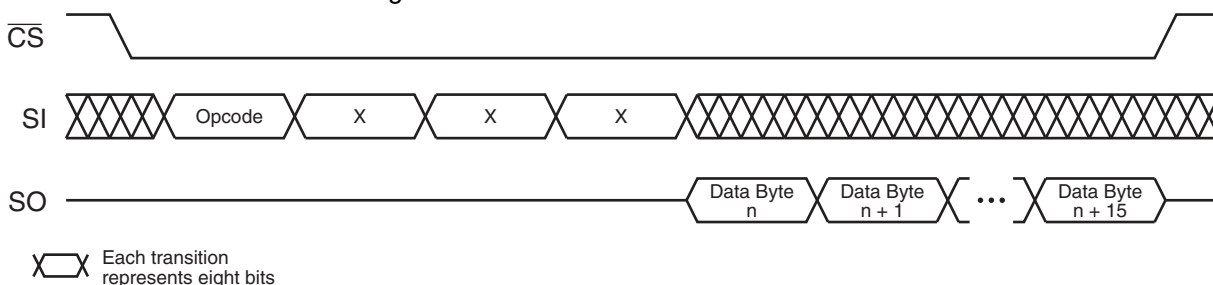 CS
SI
Opcode
X
X
X
SO
Data Byte
n
Data Byte
n + 1
•••
Data Byte
n + 15
Each transition
represents eight bits